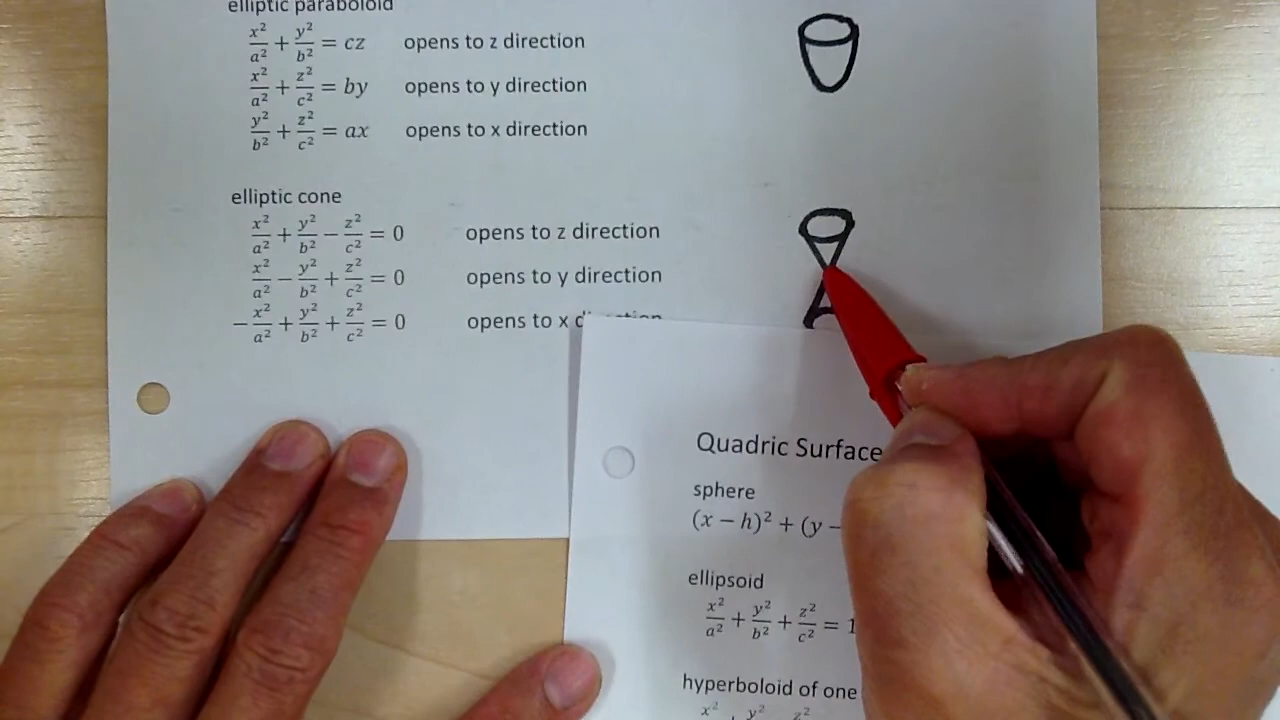 elliptic paraboloid
x²/a² + y²/b² = cz opens to z direction
x²/a² + z²/c² = by opens to y direction
y²/b² + z²/c² = ax opens to x direction
elliptic cone
x²/a² + y²/b² − z²/c² = 0 opens to z direction
x²/a² − y²/b² + z²/c² = 0 opens to y direction
−x²/a² + y²/b² + z²/c² = 0 opens to x
Quadric Surface
sphere
(x − h)² + (y −
ellipsoid
x²/a² + y²/b² + z²/c² = 1
hyperboloid of one
x² y² z²